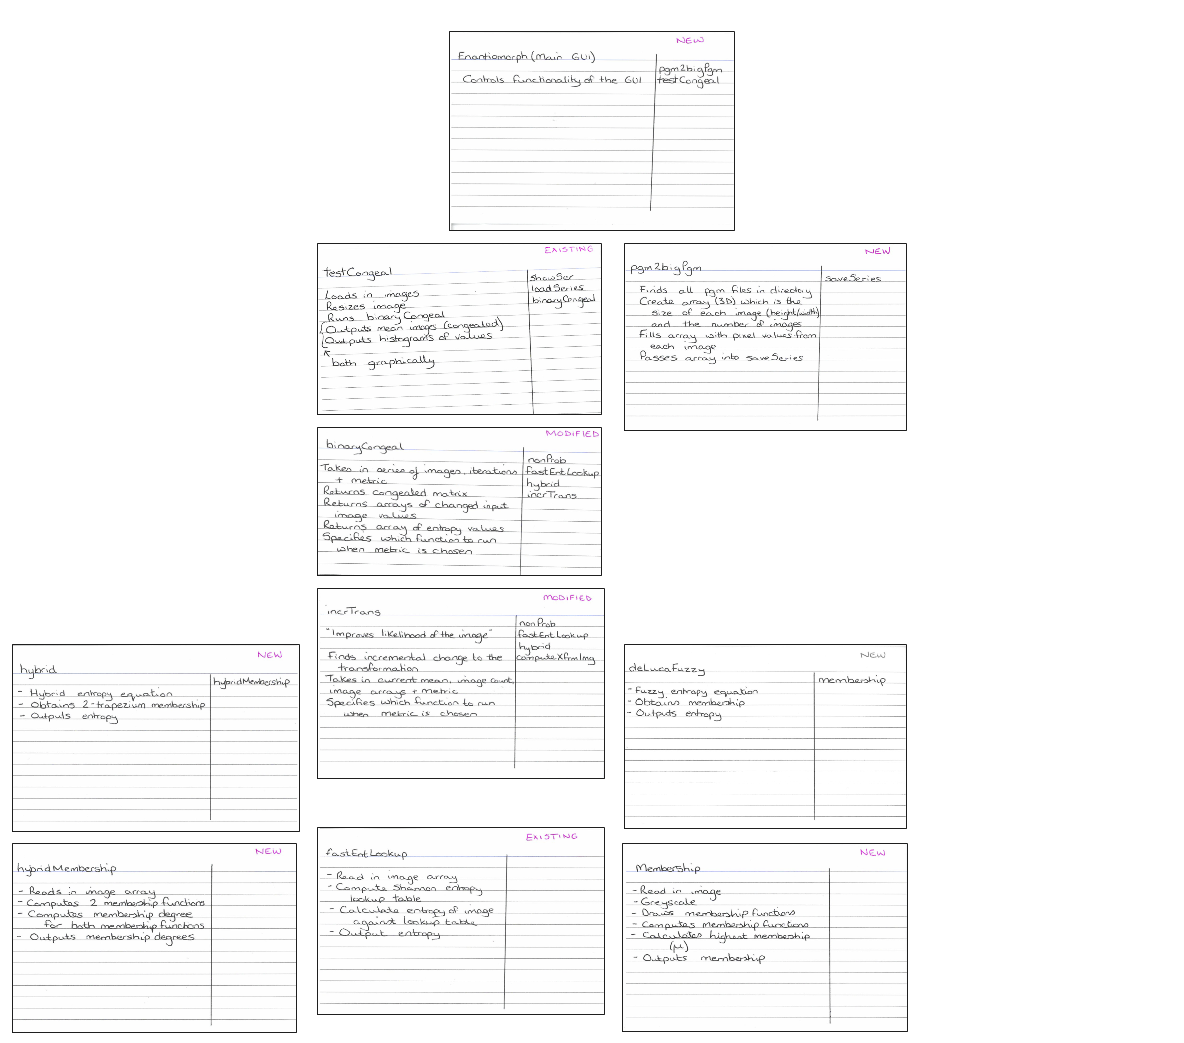 NEW
Enantiomorph (Main GUI)
Controls functionality of the GUI
pgm2bigPgm
testCongeal
EXISTING
testCongeal
Loads in images
Resizes image
Runs binaryCongeal
Outputs mean images (congealed)
Outputs histograms of values
both graphically
showSer
loadSeries
binaryCongeal
NEW
pgm2bigPgm
Finds all pgm files in directory
Create array (3D) which is the
size of each image (height/width)
and the number of images
Fills array with pixel values from
each image
Passes array into saveSeries
saveSeries
MODIFIED
binaryCongeal
Takes in series of images, iterations
+ metric
Returns congealed matrix
Returns arrays of changed input
image values
Returns array of entropy values
Specifies which function to run
when metric is chosen
nonProb
fastEntLookup
hybrid
incrTrans
MODIFIED
incrTrans
"Improves likelihood of the image"
Finds incremental change to the
transformation
Takes in current mean, image count,
image arrays + metric
Specifies which function to run
when metric is chosen
nonProb
fastEntLookup
hybrid
computeXfrmImg
NEW
hybrid
- Hybrid entropy equation
- Obtains 2-trapezium membership
- Outputs entropy
hybridMembership
NEW
deLucaFuzzy
- Fuzzy entropy equation
- Obtains membership
- Outputs entropy
membership
NEW
hybridMembership
- Reads in image array
- Computes 2 membership functions
- Computes membership degree
for both membership functions
- Outputs membership degrees
EXISTING
fastEntLookup
- Read in image array
- Compute Shannon entropy
lookup table
- Calculate entropy of image
against lookup table
- Output entropy
NEW
Membership
- Read in image
- Greyscale
- Draws membership functions
- Computes membership functions
- Calculates highest membership
(μ)
- Outputs membership